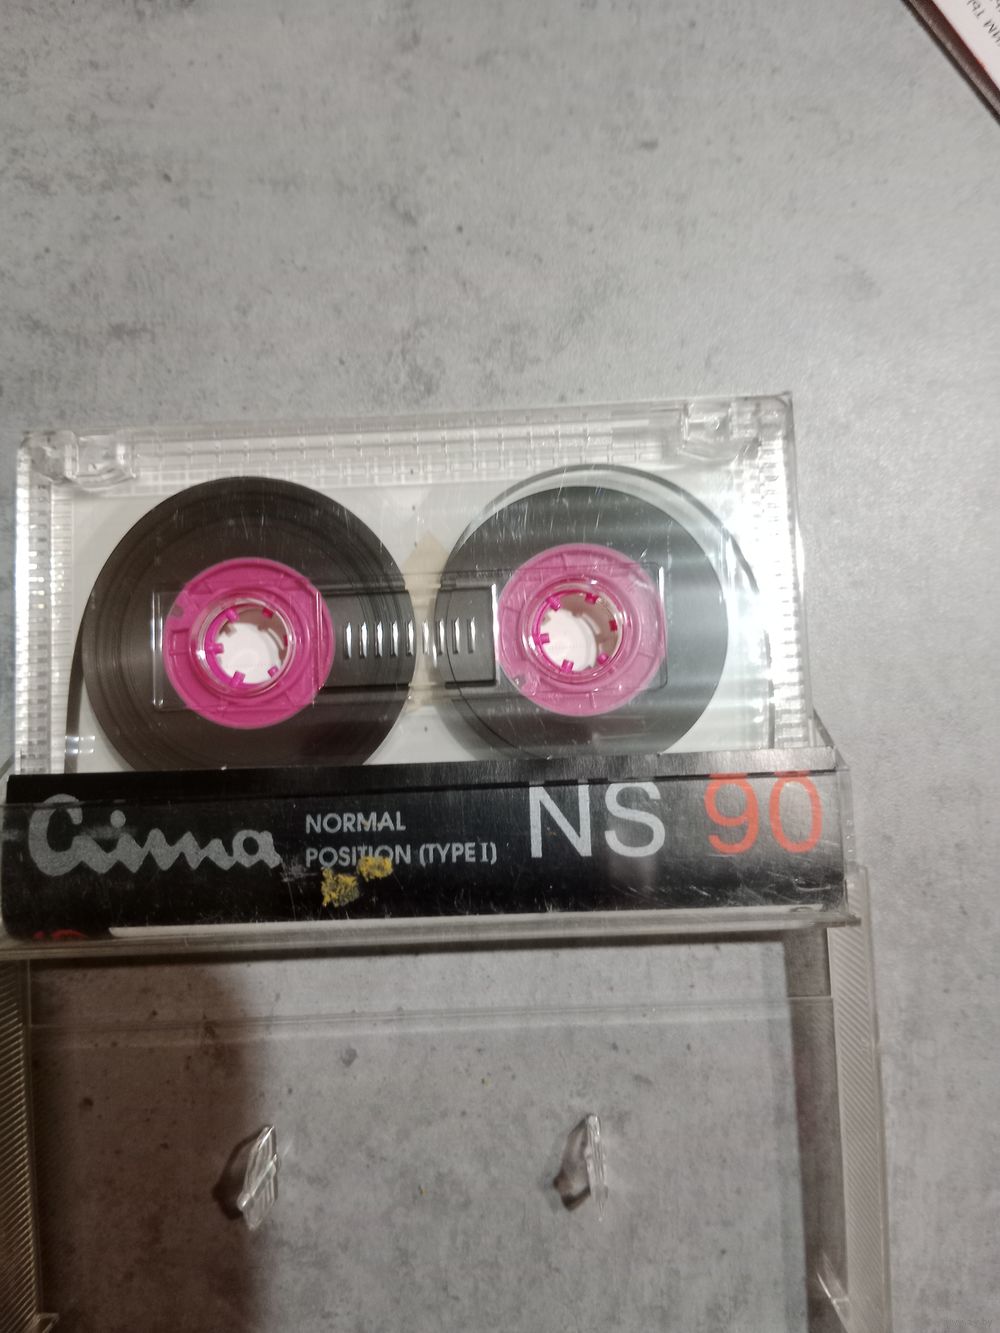 Cima
NORMAL
POSITION (TYPE I)
NS 90